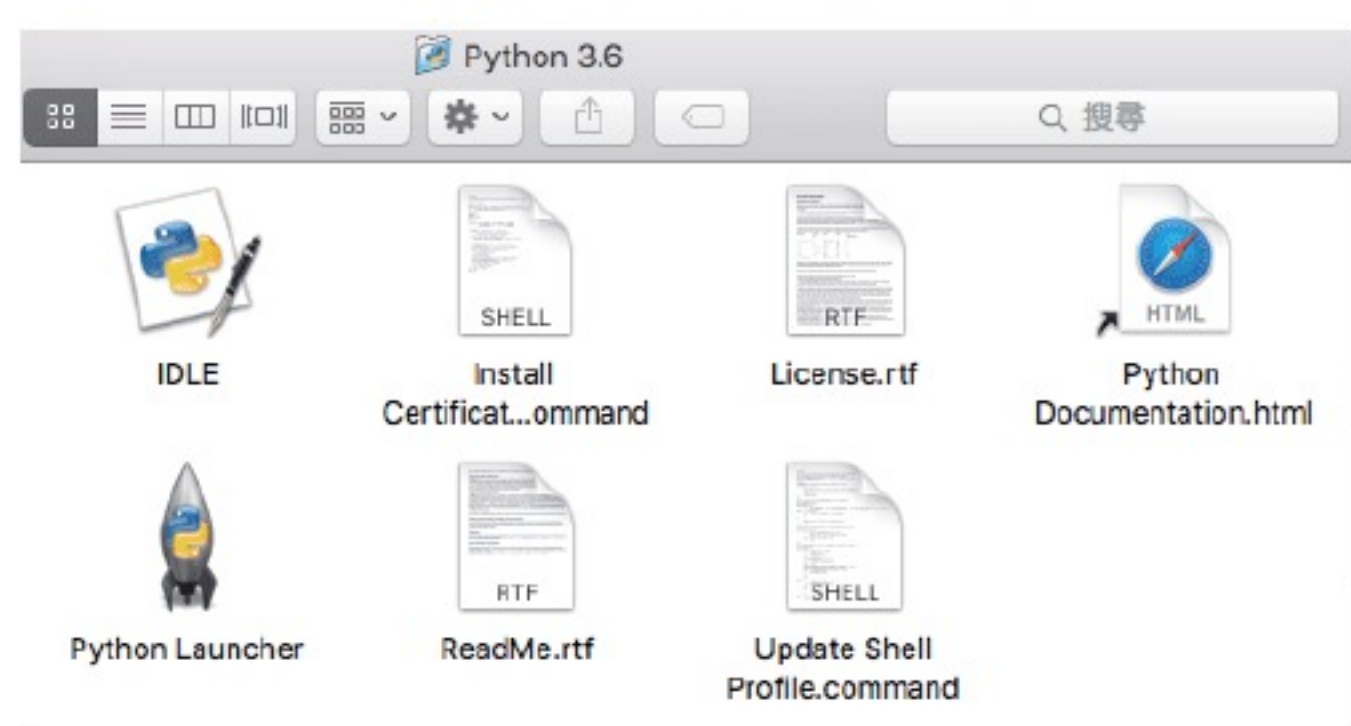 Python 3.6
搜尋
SHELL
RTF
HTML
IDLE
Install
Certificat...ommand
License.rtf
Python
Documentation.html
RTF
SHELL
Python Launcher
ReadMe.rtf
Update Shell
Profile.command